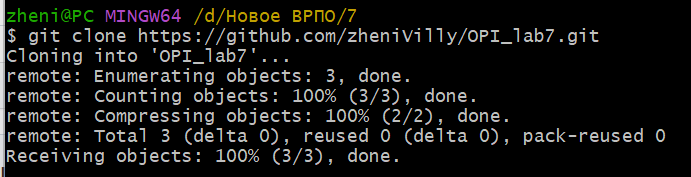 zheni@PC MINGW64 /d/Новое ВРПО/7
$ git clone https://github.com/zheniVilly/OPI_lab7.git
Cloning into 'OPI_lab7'...
remote: Enumerating objects: 3, done.
remote: Counting objects: 100% (3/3), done.
remote: Compressing objects: 100% (2/2), done.
remote: Total 3 (delta 0), reused 0 (delta 0), pack-reused 0
Receiving objects: 100% (3/3), done.